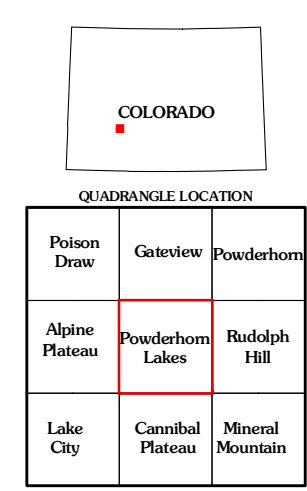 COLORADO
QUADRANGLE LOCATION
Poison
Draw
Gateview
Powderhorn
Alpine
Plateau
Powderhorn
Lakes
Rudolph
Hill
Lake
City
Cannibal
Plateau
Mineral
Mountain